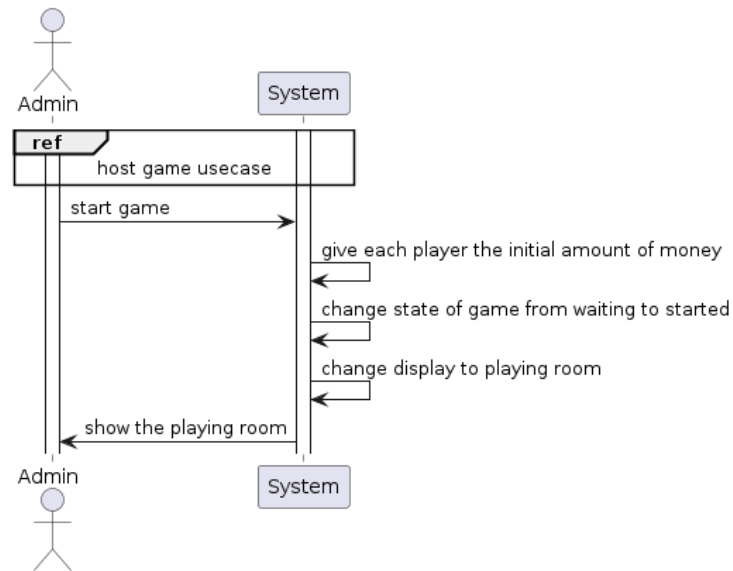 Admin
System
ref
host game usecase
start game
give each player the initial amount of money
change state of game from waiting to started
change display to playing room
show the playing room
Admin
System